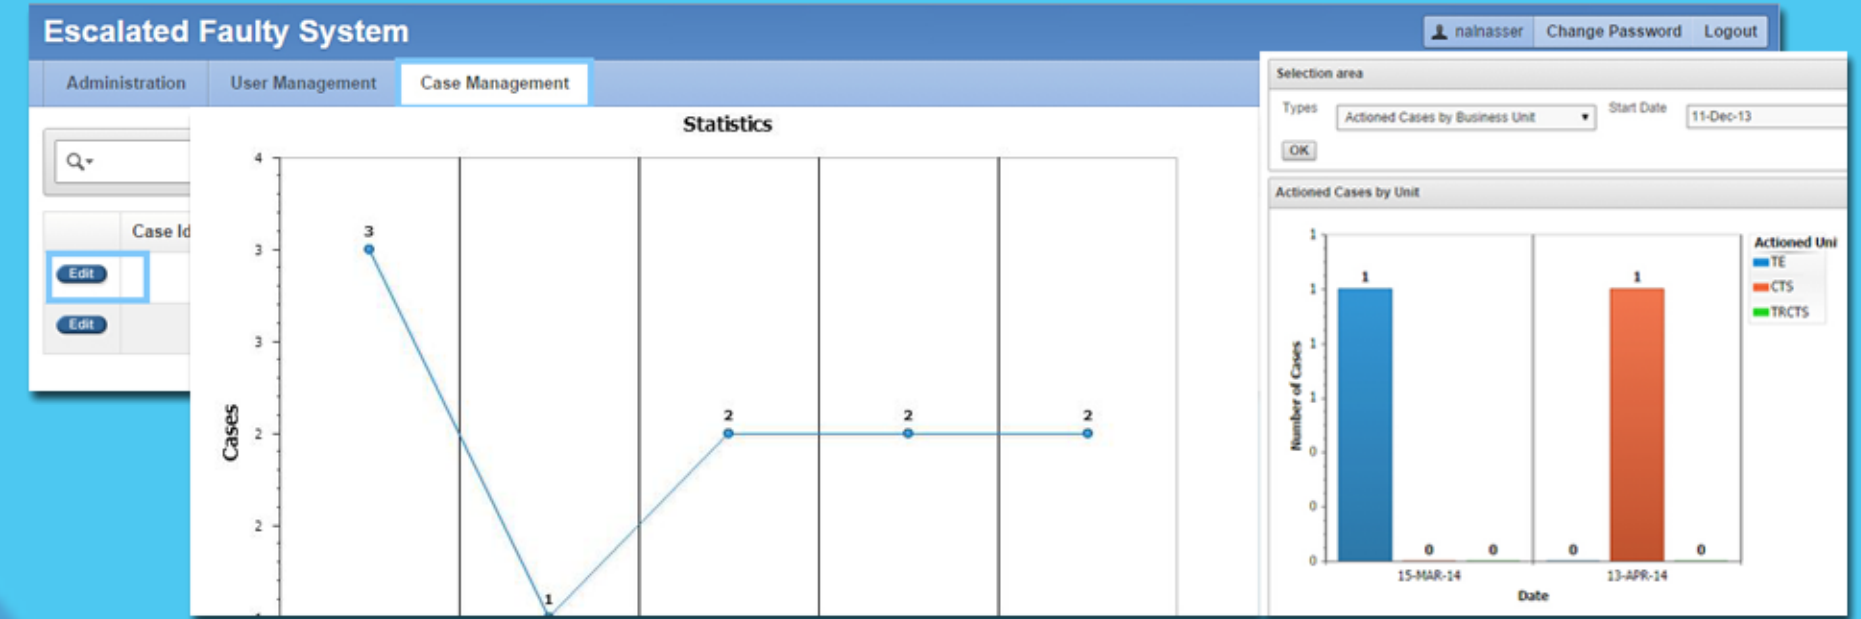 Escalated Faulty System
nalnasser Change Password Logout
Administration User Management Case Management
Case Id
Edit
Edit
Statistics
Cases
4
3
3
2
2
3
1
2
2
2
Selection area
Types Actioned Cases by Business Unit Start Date 11-Dec-13
OK
Actioned Cases by Unit
Number of Cases
1
1
1
1
0
0
0
1 0 0 0 1 0
15-MAR-14 13-APR-14
Date
Actioned Uni
TE
CTS
TRCTS